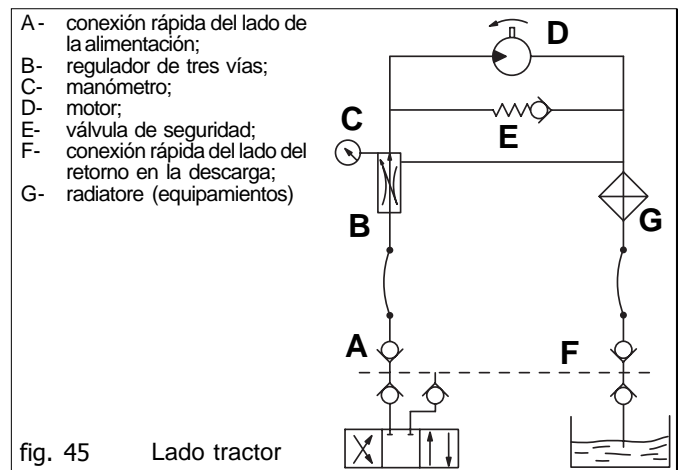 A- conexión rápida del lado de
la alimentación;
B- regulador de tres vías;
C- manómetro;
D- motor;
E- válvula de seguridad;
F- conexión rápida del lado del
retorno en la descarga;
G- radiatore (equipamientos)
D
C
E
B
G
A
F
fig. 45 Lado tractor